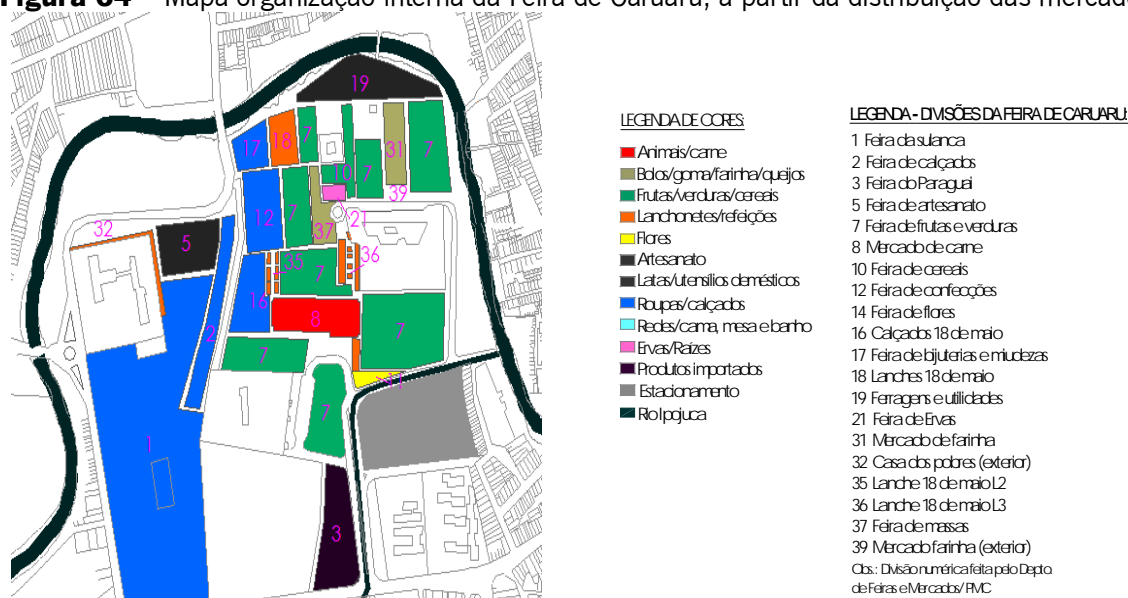 Figura 04 – Mapa organização interna da Feira de Caruaru, a partir da distribuição das mercado
19
17
18
7
10
7
31
7
39
12
7
37
21
32
5
35
7
36
2
16
8
7
7
1
7
3
LEGENDA DE CORES:
Animais/carne
Bolos/goma/farinha/queijos
Frutas/verduras/cereais
Lanchonetes/refeições
Flores
Artesanato
Latas/utensílios domésticos
Roupas/calçados
Redes/cama, mesa e banho
Ervas/Raízes
Produtos importados
Estacionamento
Rio Ipojuca
LEGENDA - DIVISÕES DA FEIRA DE CARUARU:
1 Feira da sulanca
2 Feira de calçados
3 Feira do Paraguai
5 Feira de artesanato
7 Feira de frutas e verduras
8 Mercado de carne
10 Feira de cereais
12 Feira de confecções
14 Feira de flores
16 Calçados 18 de maio
17 Feira de bijuterias e miudezas
18 Lanches 18 de maio
19 Ferragens e utilidades
21 Feira de Ervas
31 Mercado de farinha
32 Casa dos pobres (exterior)
35 Lanche 18 de maio L2
36 Lanche 18 de maio L3
37 Feira de massas
39 Mercado farinha (exterior)
Obs.: Divisão numérica feita pelo Depto.
de Feiras e Mercados/ PMC